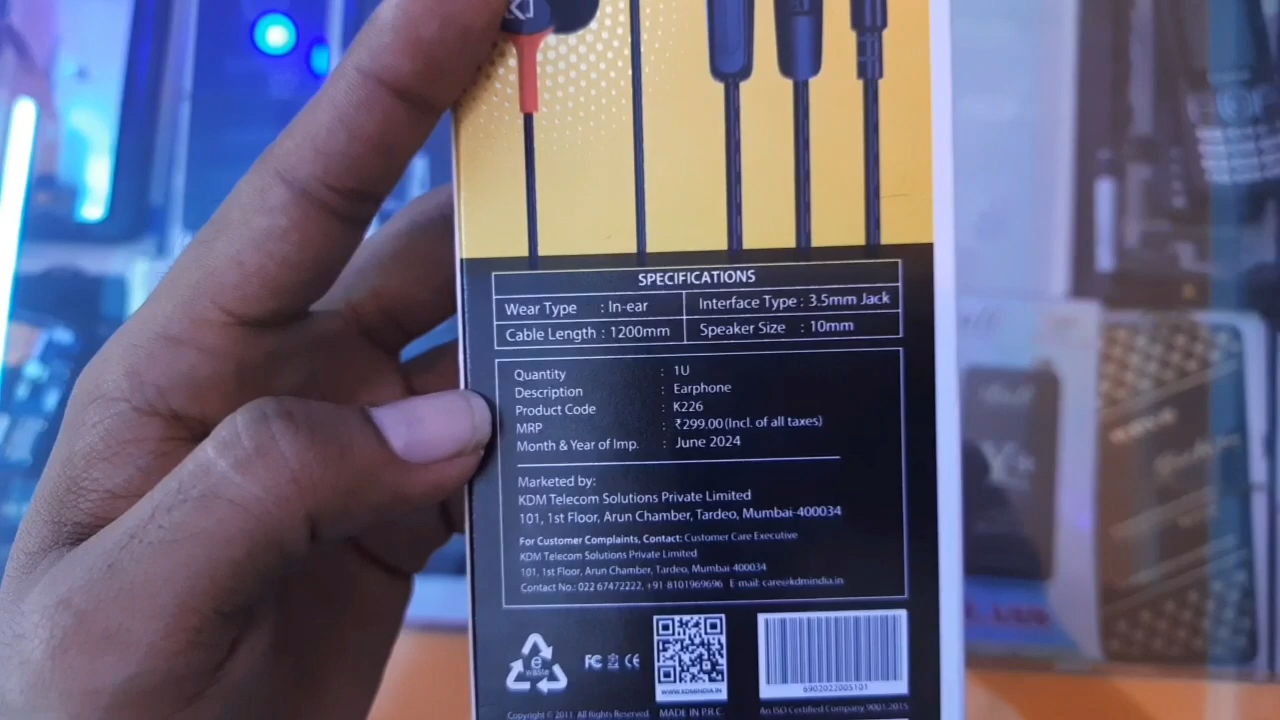 SPECIFICATIONS
Wear Type : In-ear
Interface Type : 3.5mm Jack
Cable Length : 1200mm
Speaker Size : 10mm
Quantity : 1U
Description : Earphone
Product Code : K226
MRP : ₹299.00(Incl. of all taxes)
Month & Year of Imp. : June 2024
Marketed by:
KDM Telecom Solutions Private Limited
101, 1st Floor, Arun Chamber, Tardeo, Mumbai-400034
For Customer Complaints, Contact: Customer Care Executive
KDM Telecom Solutions Private Limited
101, 1st Floor, Arun Chamber, Tardeo, Mumbai-400034
Contact No.: 022 67472222, +91-8101969696 E-mail: care@kdmindia.in
e
waste
FC CE
WWW.KDMINDIA.IN
6902022005101
Copyright © 2011. All Rights Reserved
MADE IN P.R.C.
An ISO Certified Company 9001:2015